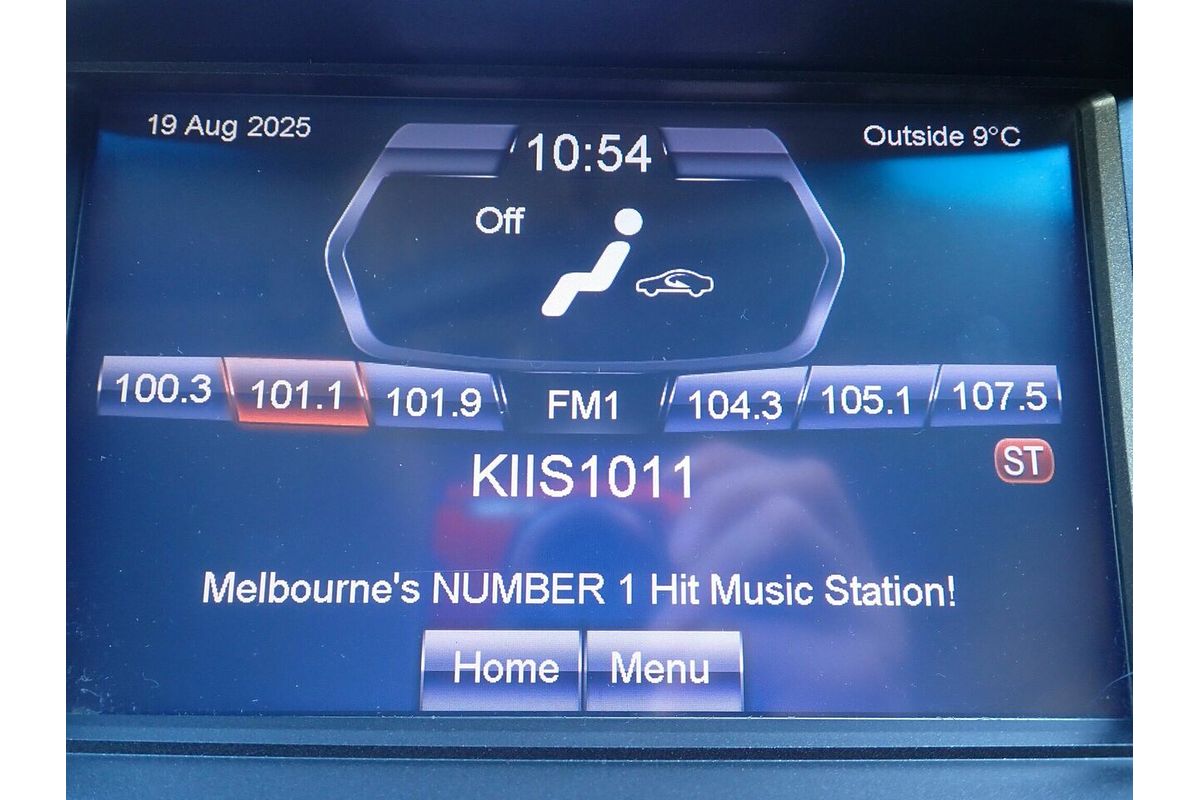 19 Aug 2025
10:54
Outside 9°C
Off
100.3 101.1 101.9 FM1 104.3 105.1 107.5
KIIS1011
ST
Melbourne's NUMBER 1 Hit Music Station!
Home Menu